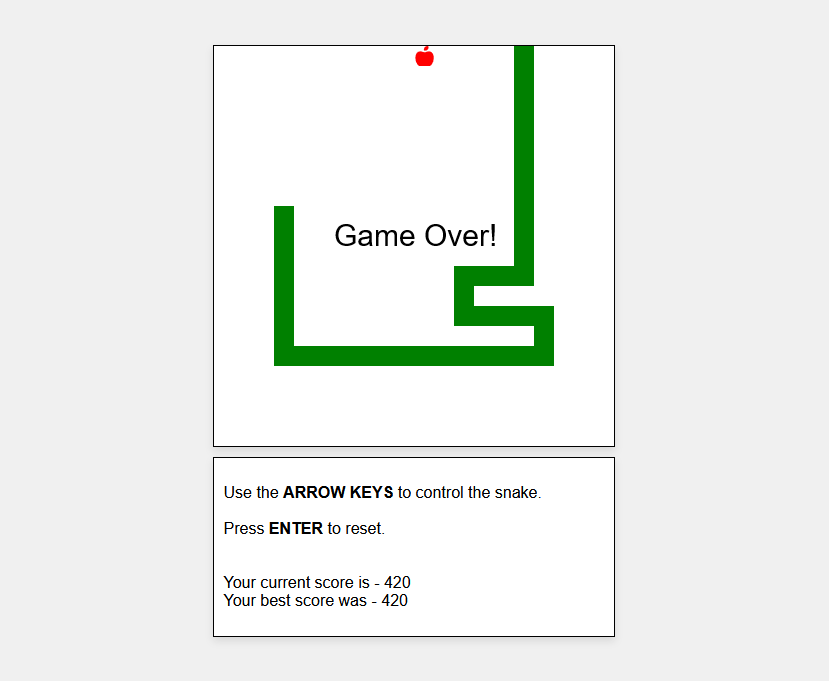 Game Over!
Use the ARROW KEYS to control the snake.
Press ENTER to reset.
Your current score is - 420
Your best score was - 420